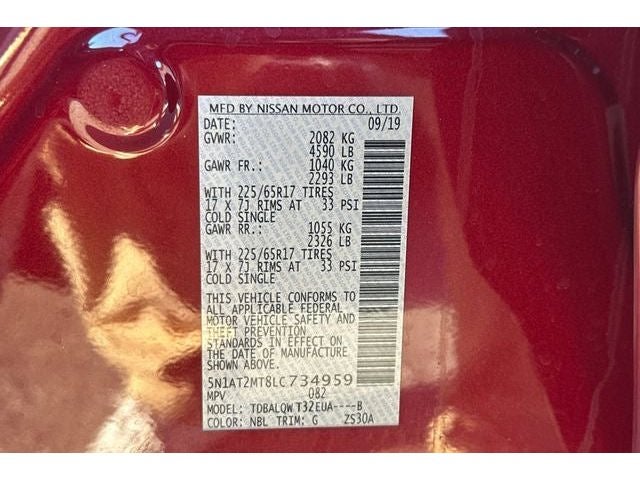 MFD BY NISSAN MOTOR CO., LTD.
DATE: 09/19
GVWR: 2082 KG
4590 LB
GAWR FR.: 1040 KG
2293 LB
WITH 225/65R17 TIRES
17 X 7J RIMS AT 33 PSI
COLD SINGLE
GAWR RR.: 1055 KG
2326 LB
WITH 225/65R17 TIRES
17 X 7J RIMS AT 33 PSI
COLD SINGLE
THIS VEHICLE CONFORMS TO
ALL APPLICABLE FEDERAL
MOTOR VEHICLE SAFETY AND
THEFT PREVENTION
STANDARDS IN EFFECT ON
THE DATE OF MANUFACTURE
SHOWN ABOVE.
5N1AT2MT8LC734959
MPV 082
MODEL: TDBALQWT32EUA----B
COLOR: NBL TRIM: G ZS30A